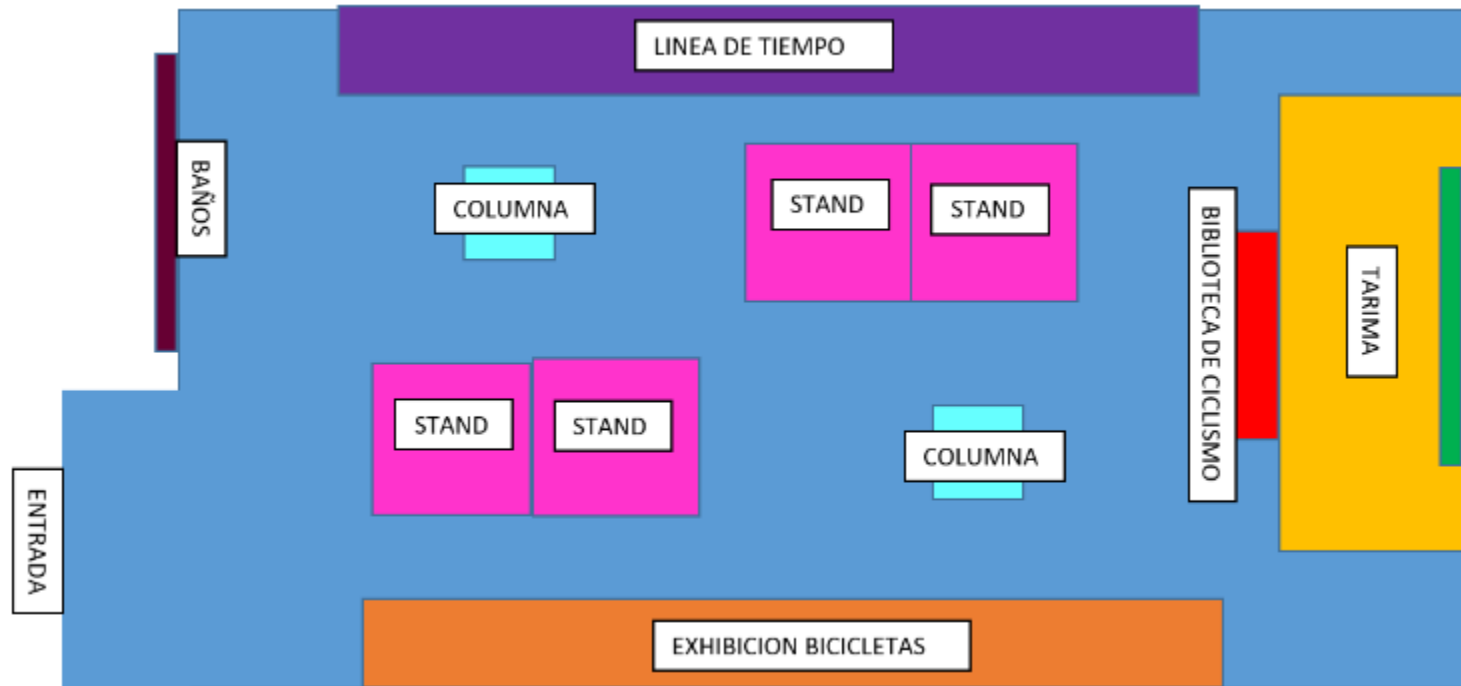 LINEA DE TIEMPO
BAÑOS
COLUMNA
STAND
STAND
BIBLIOTECA DE CICLISMO
TARIMA
STAND
STAND
COLUMNA
ENTRADA
EXHIBICION BICICLETAS